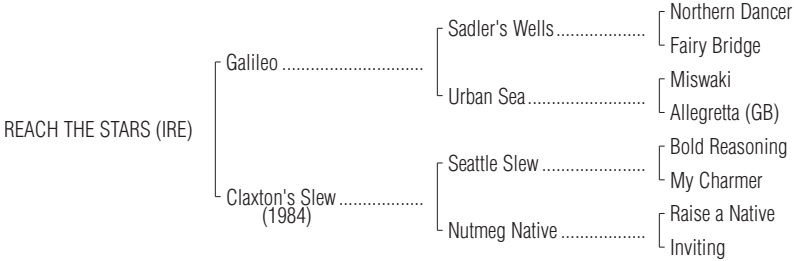 Northern Dancer
Sadler's Wells....................
Fairy Bridge
Galileo ..............................
Miswaki
Urban Sea..........................
Allegretta (GB)
REACH THE STARS (IRE)
Bold Reasoning
Seattle Slew .......................
My Charmer
Claxton's Slew ..................
(1984)
Raise a Native
Nutmeg Native ..................
Inviting